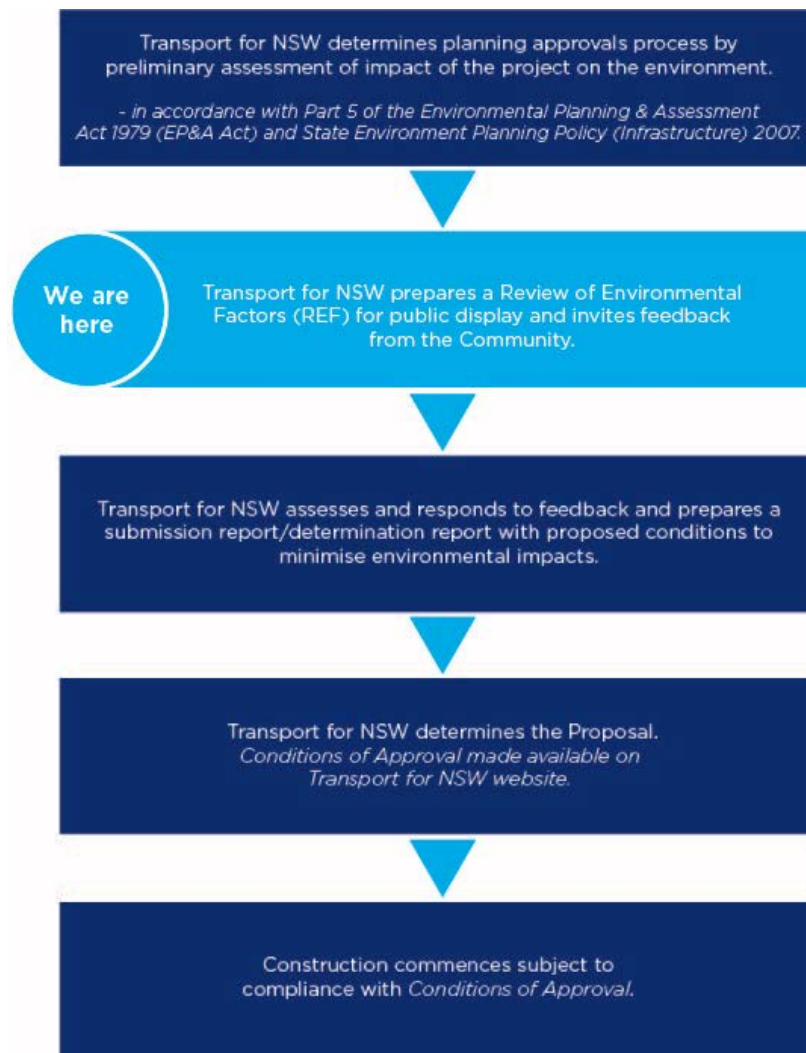 Transport for NSW determines planning approvals process by
preliminary assessment of impact of the project on the environment.
- in accordance with Part 5 of the Environmental Planning & Assessment
Act 1979 (EP&A Act) and State Environment Planning Policy (Infrastructure) 2007.
We are
here
Transport for NSW prepares a Review of Environmental
Factors (REF) for public display and invites feedback
from the Community.
Transport for NSW assesses and responds to feedback and prepares a
submission report/determination report with proposed conditions to
minimise environmental impacts.
Transport for NSW determines the Proposal.
Conditions of Approval made available on
Transport for NSW website.
Construction commences subject to
compliance with Conditions of Approval.